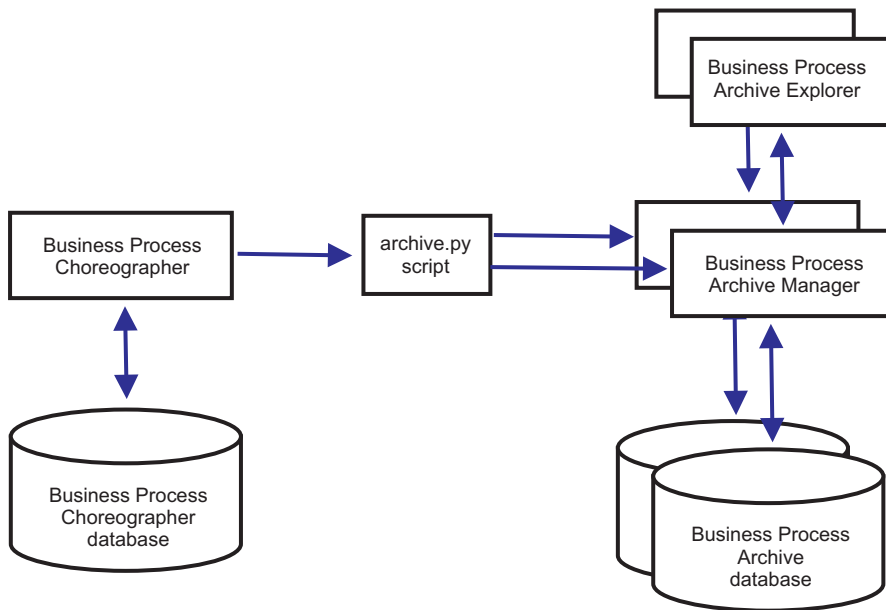 Business Process
Archive Explorer
Business Process
Choreographer
archive.py
script
Business Process
Archive Manager
Business Process
Choreographer
database
Business Process
Archive
database